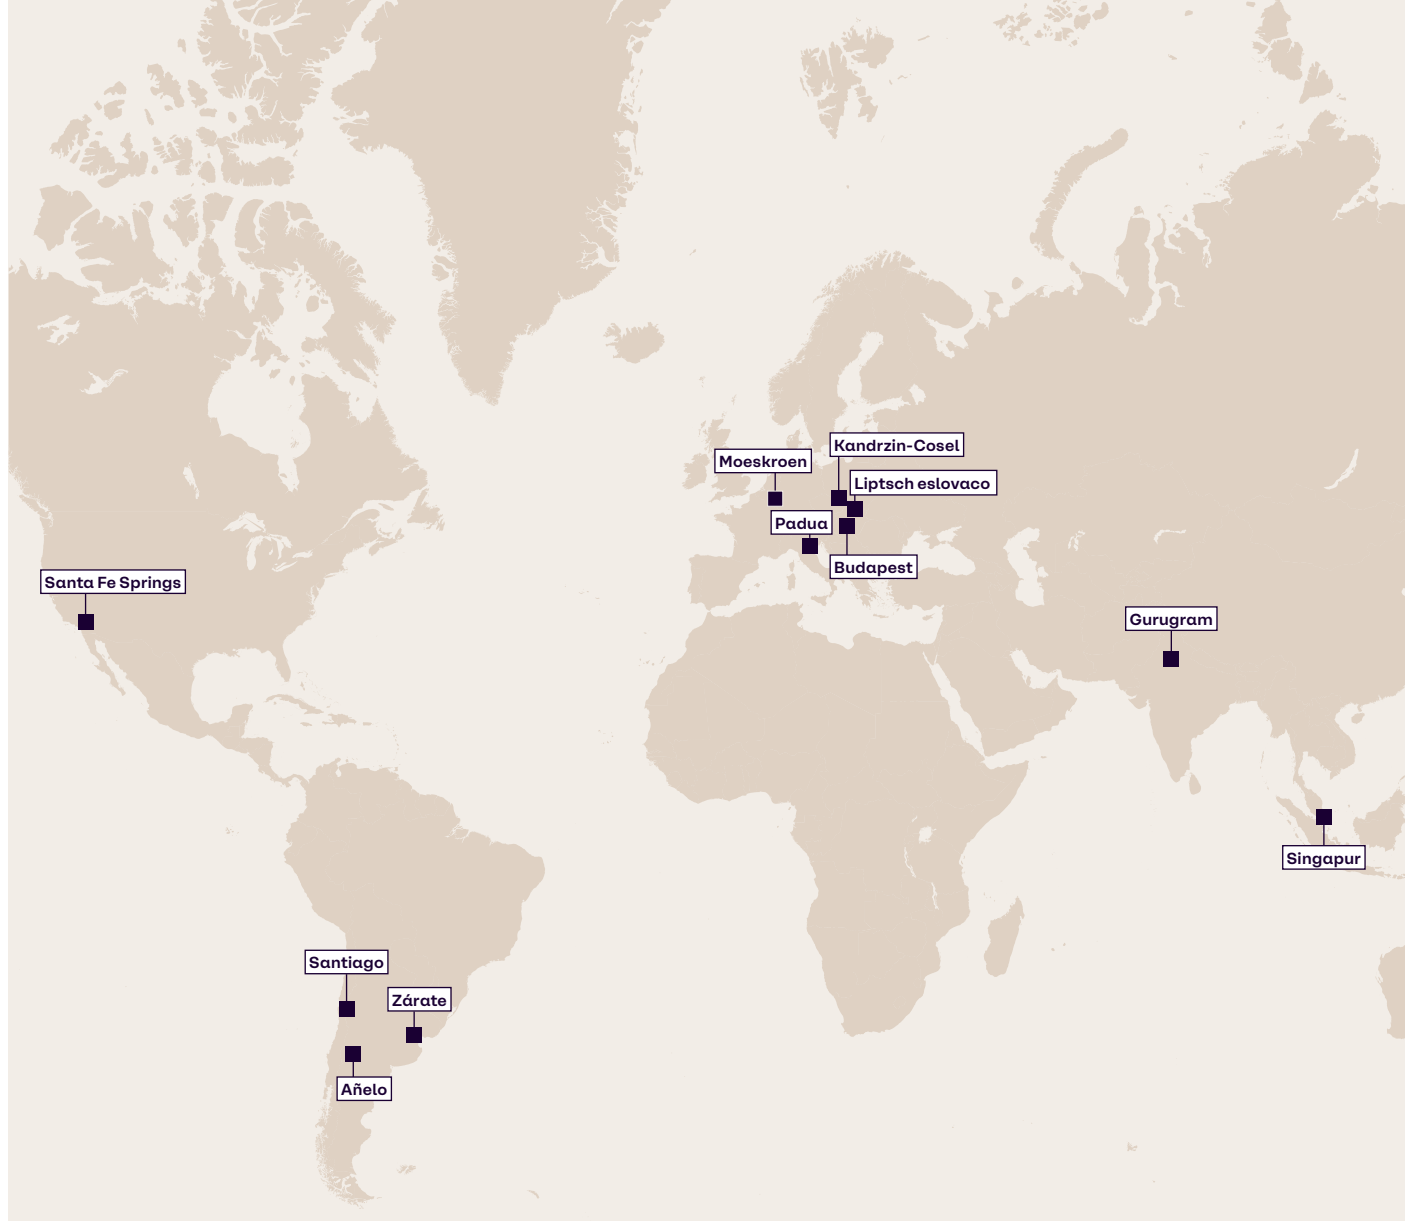 Kandrzin-Cosel
Moeskroen
Liptsch eslovaco
Padua
Budapest
Santa Fe Springs
Gurugram
Singapur
Santiago
Zárate
Añelo